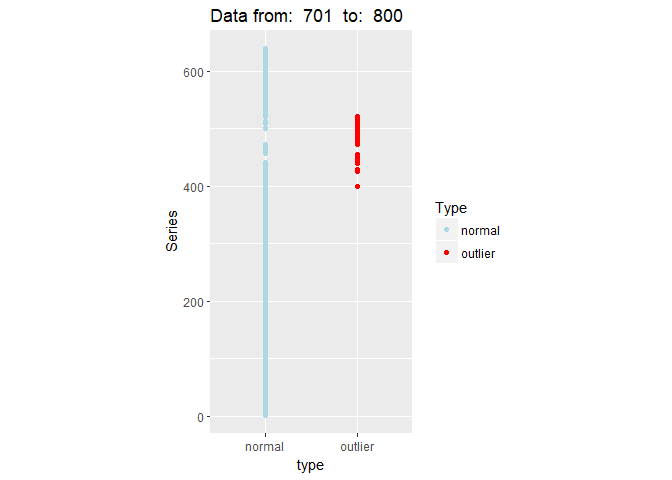 Data from:  701  to:  800
600
400
200
0
Series
normal
outlier
type
Type
normal
outlier